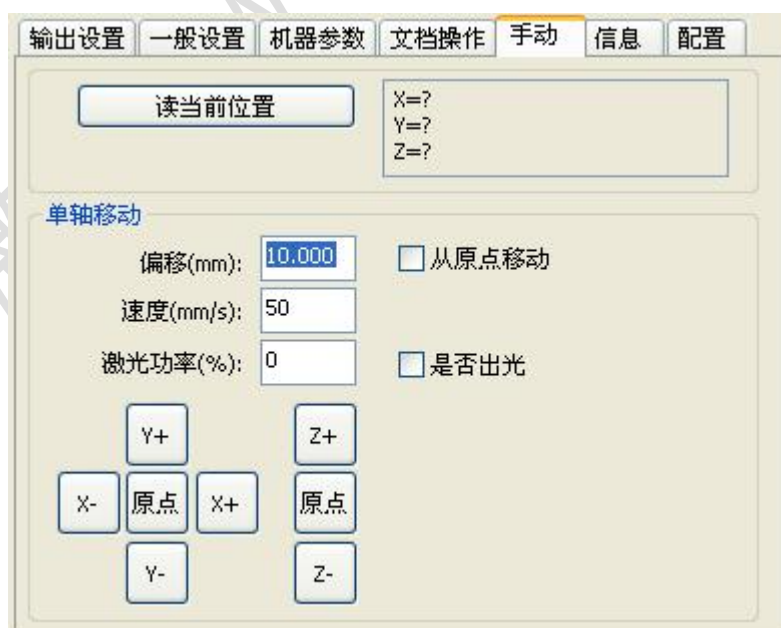 输出设置 一般设置 机器参数 文档操作 手动 信息 配置
读当前位置
X=?
Y=?
Z=?
单轴移动
偏移(mm): 10.000 从原点移动
速度(mm/s): 50
激光功率(%): 0 是否出光
Y+ Z+
X- 原点 X+ 原点
Y- Z-